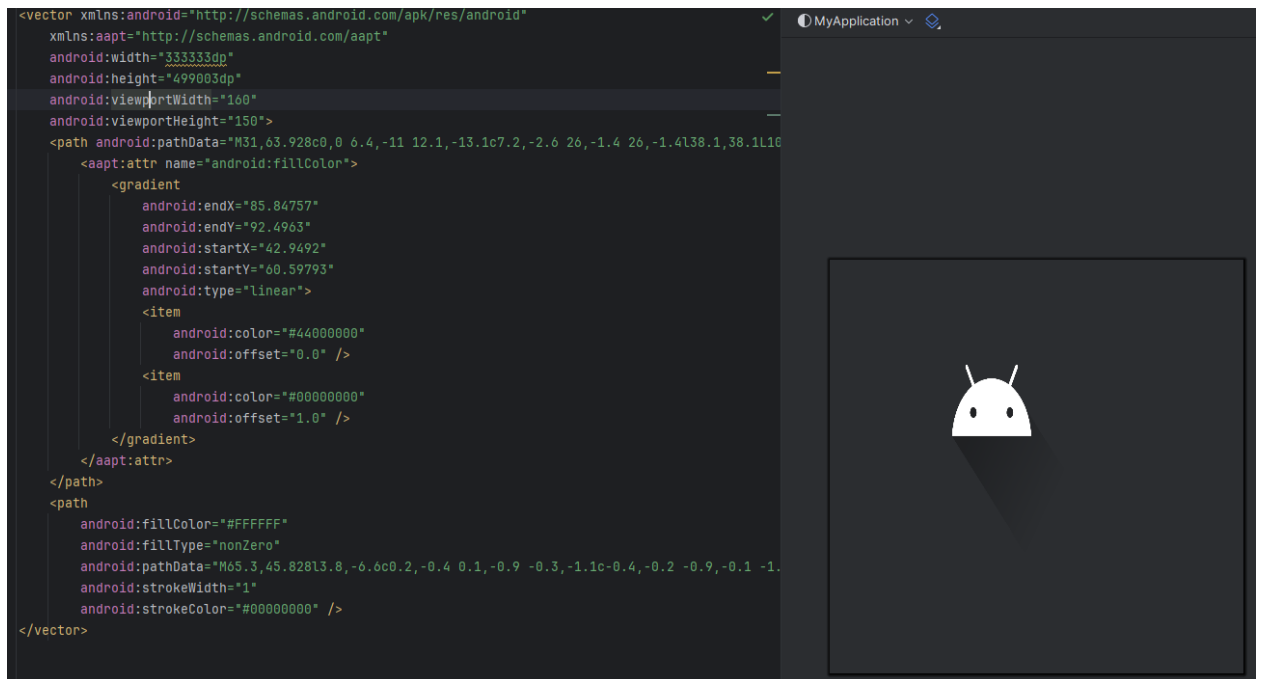 <vector xmlns:android="http://schemas.android.com/apk/res/android"
    xmlns:aapt="http://schemas.android.com/aapt"
    android:width="333333dp"
    android:height="499003dp"
    android:viewportWidth="160"
    android:viewportHeight="150">
    <path android:pathData="M31,63.928c0,0 6.4,-11 12.1,-13.1c7.2,-2.6 26,-1.4 26,-1.4l38.1,38.1L10
        <aapt:attr name="android:fillColor">
            <gradient
                android:endX="85.84757"
                android:endY="92.4963"
                android:startX="42.9492"
                android:startY="60.59793"
                android:type="linear">
                <item
                    android:color="#44000000"
                    android:offset="0.0" />
                <item
                    android:color="#00000000"
                    android:offset="1.0" />
            </gradient>
        </aapt:attr>
    </path>
    <path
        android:fillColor="#FFFFFF"
        android:fillType="nonZero"
        android:pathData="M65.3,45.828l3.8,-6.6c0.2,-0.4 0.1,-0.9 -0.3,-1.1c-0.4,-0.2 -0.9,-0.1 -1.
        android:strokeWidth="1"
        android:strokeColor="#00000000" />
</vector>
MyApplication